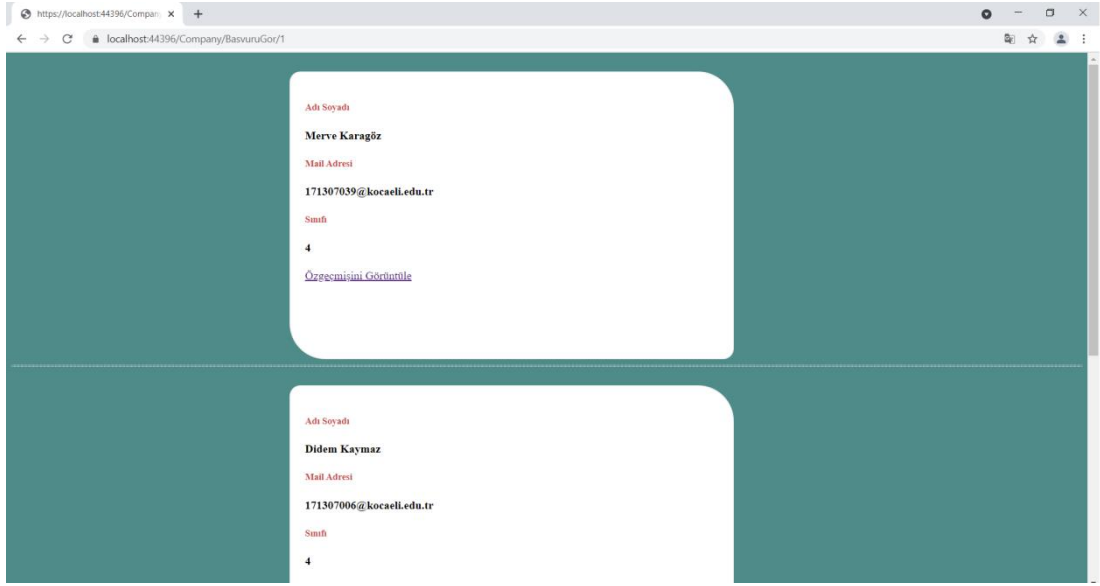 https://localhost:44396/Compan
localhost:44396/Company/BasvuruGor/1
Adı Soyadı
Merve Karagöz
Mail Adresi
171307039@kocaeli.edu.tr
Sınıfı
4
Özgeçmişini Görüntüle
Adı Soyadı
Didem Kaymaz
Mail Adresi
171307006@kocaeli.edu.tr
Sınıfı
4